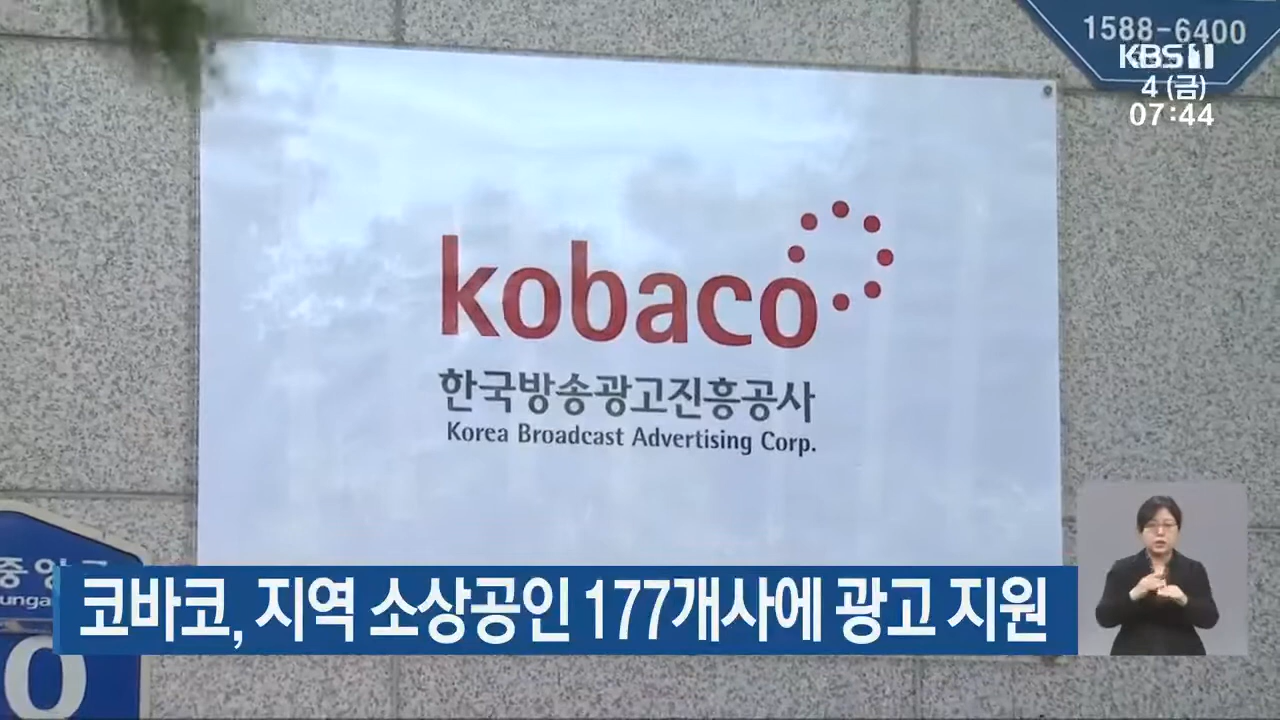 1588-6400
KBS1
4 (금)
07:44
kobaco
한국방송광고진흥공사
Korea Broadcast Advertising Corp.
코바코, 지역 소상공인 177개사에 광고 지원